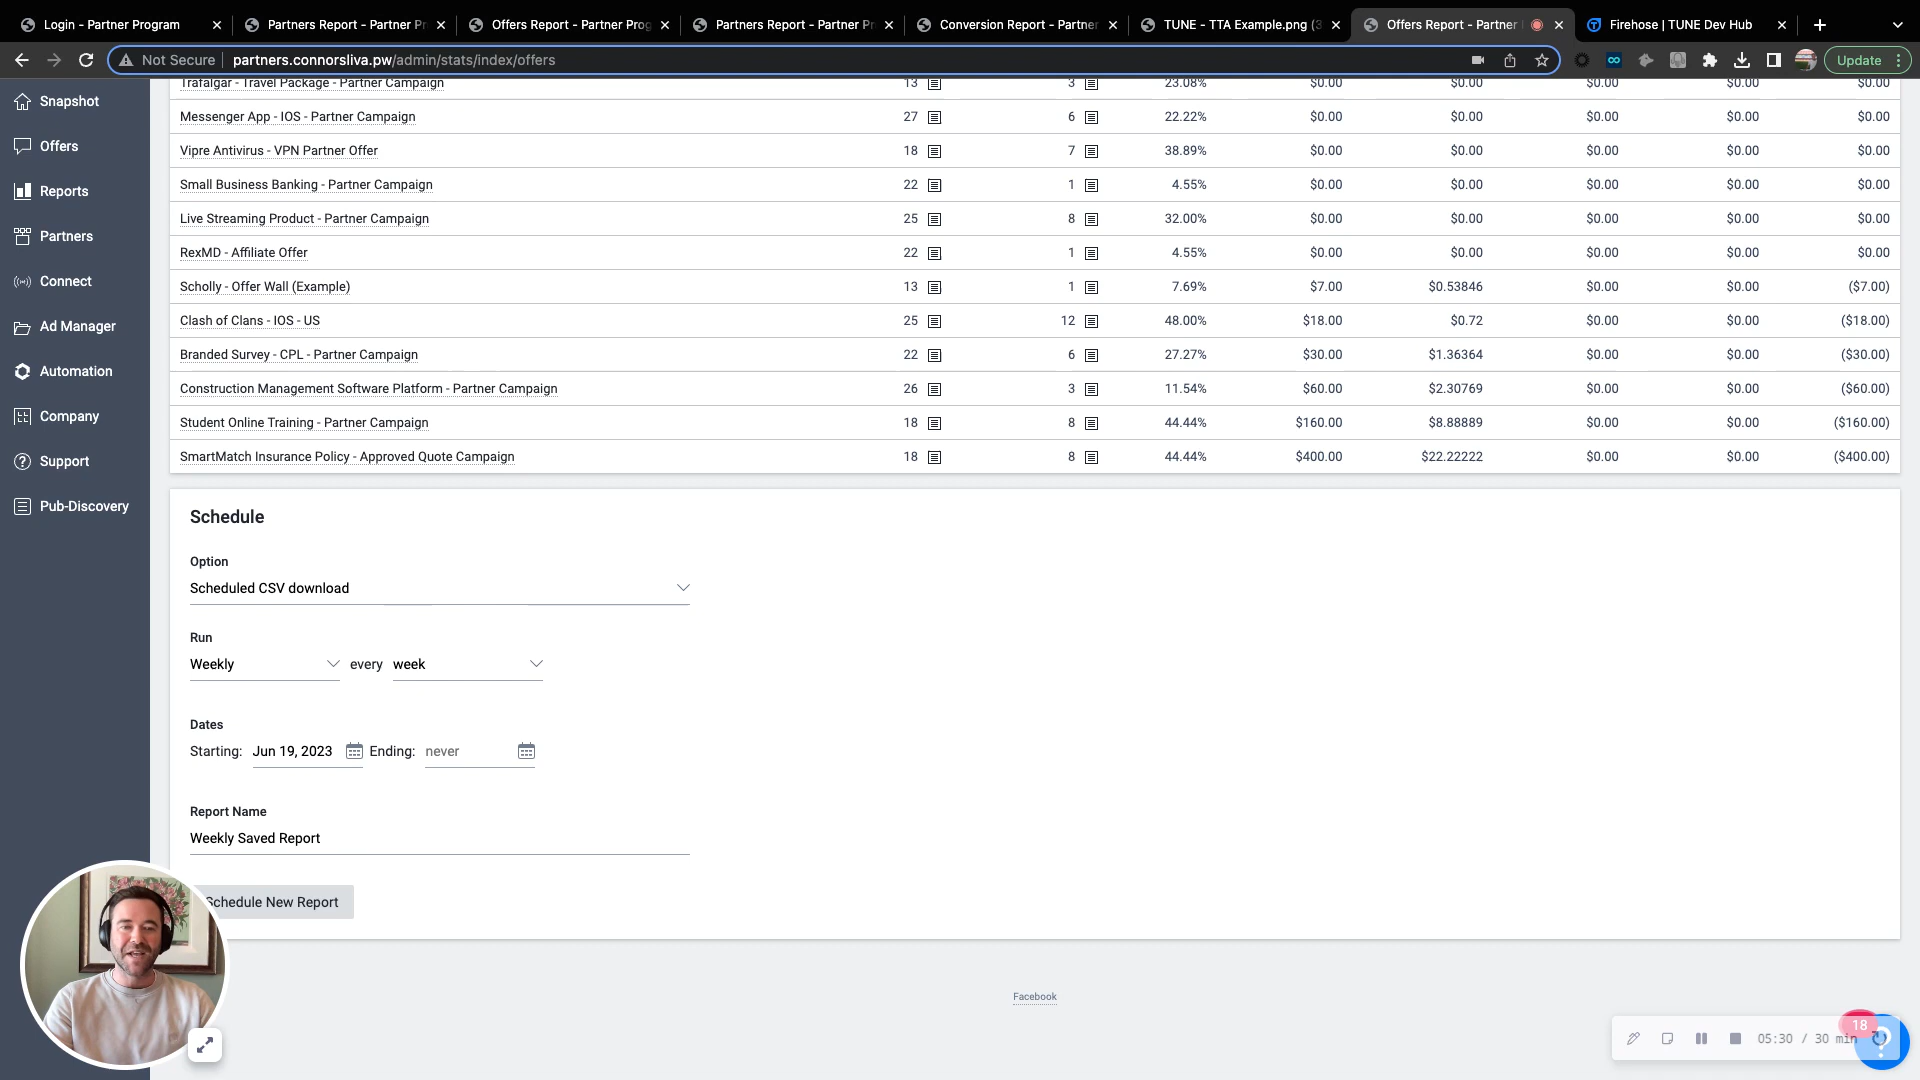 Login - Partner Program
Partners Report - Partner Pr
Offers Report - Partner Prog
Partners Report - Partner Pr
Conversion Report - Partner
TUNE - TTA Example.png (3
Offers Report - Partner
Firehose | TUNE Dev Hub
Not Secure
partners.connorsliva.pw/admin/stats/index/offers
Update
Snapshot
Offers
Reports
Partners
Connect
Ad Manager
Automation
Company
Support
Pub-Discovery
Trafalgar - Travel Package - Partner Campaign 13 3 23.08% $0.00 $0.00 $0.00 $0.00 $0.00
Messenger App - IOS - Partner Campaign 27 6 22.22% $0.00 $0.00 $0.00 $0.00 $0.00
Vipre Antivirus - VPN Partner Offer 18 7 38.89% $0.00 $0.00 $0.00 $0.00 $0.00
Small Business Banking - Partner Campaign 22 1 4.55% $0.00 $0.00 $0.00 $0.00 $0.00
Live Streaming Product - Partner Campaign 25 8 32.00% $0.00 $0.00 $0.00 $0.00 $0.00
RexMD - Affiliate Offer 22 1 4.55% $0.00 $0.00 $0.00 $0.00 $0.00
Scholly - Offer Wall (Example) 13 1 7.69% $7.00 $0.53846 $0.00 $0.00 ($7.00)
Clash of Clans - IOS - US 25 12 48.00% $18.00 $0.72 $0.00 $0.00 ($18.00)
Branded Survey - CPL - Partner Campaign 22 6 27.27% $30.00 $1.36364 $0.00 $0.00 ($30.00)
Construction Management Software Platform - Partner Campaign 26 3 11.54% $60.00 $2.30769 $0.00 $0.00 ($60.00)
Student Online Training - Partner Campaign 18 8 44.44% $160.00 $8.88889 $0.00 $0.00 ($160.00)
SmartMatch Insurance Policy - Approved Quote Campaign 18 8 44.44% $400.00 $22.22222 $0.00 $0.00 ($400.00)
Schedule
Option
Scheduled CSV download
Run
Weekly every week
Dates
Starting: Jun 19, 2023 Ending: never
Report Name
Weekly Saved Report
Schedule New Report
Facebook
18
05:30 / 30 min